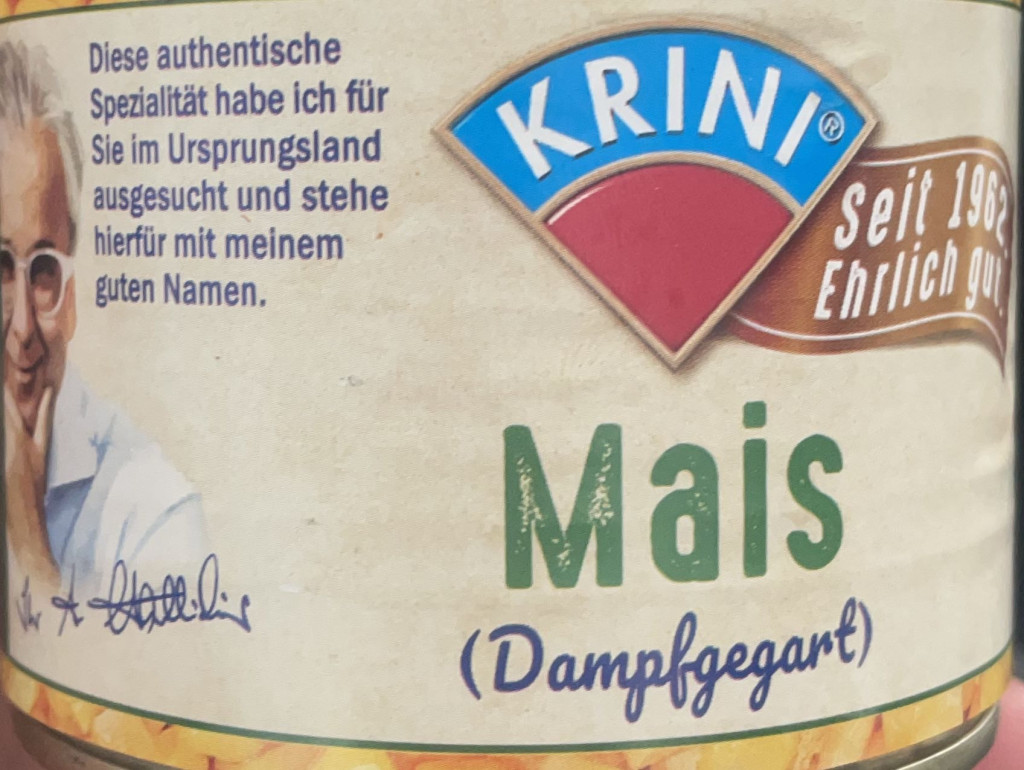 Diese authentische
Spezialität habe ich für
Sie im Ursprungsland
ausgesucht und stehe
hierfür mit meinem
guten Namen.
KRINI®
Seit 1962
Ehrlich gut
Mais
(Dampfgegart)